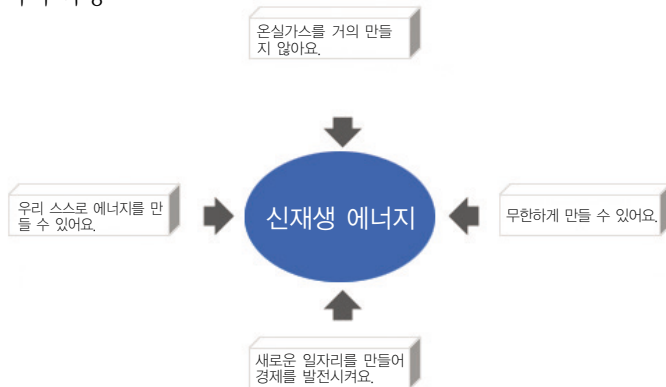 온실가스를 거의 만들
지 않아요.
우리 스스로 에너지를 만
들 수 있어요.
신재생 에너지
무한하게 만들 수 있어요.
새로운 일자리를 만들어
경제를 발전시켜요.